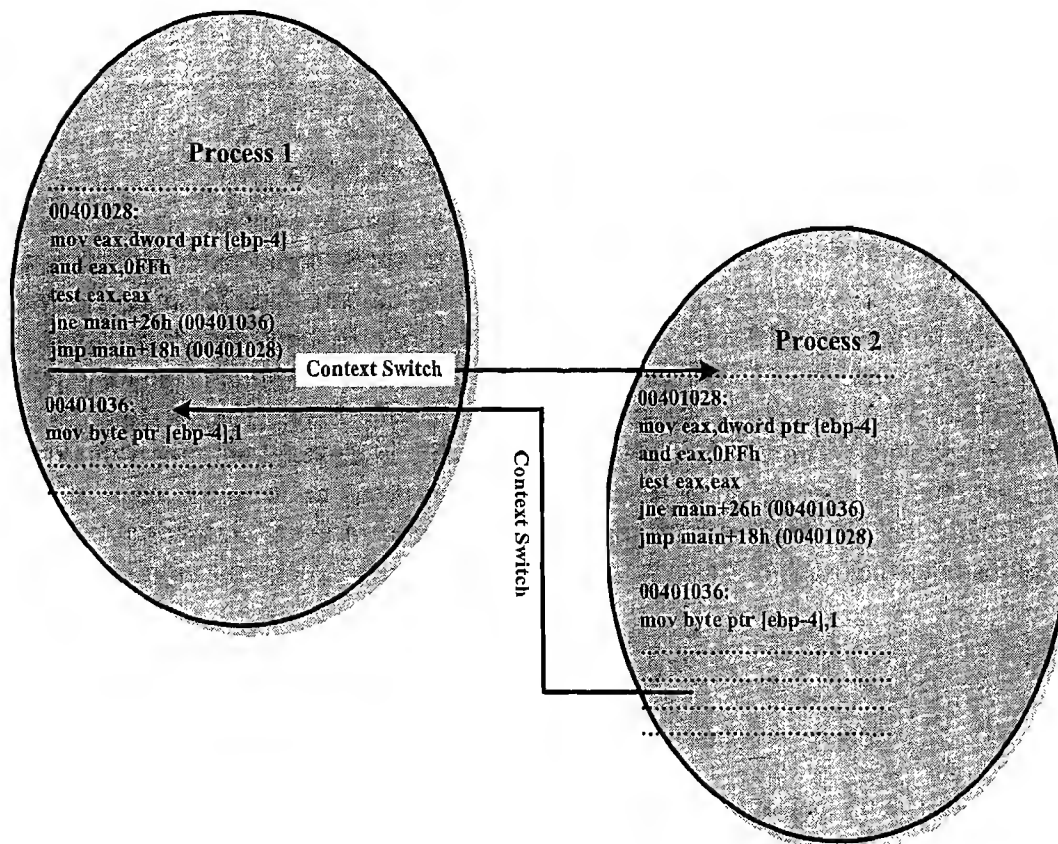 Process 1
00401028:
mov eax,dword ptr [ebp-4]
and eax,0FFh
test eax,eax
jne main+26h (00401036)
jmp main+18h (00401028)
Context Switch
00401036:
mov byte ptr [ebp-4],1
Context Switch
Process 2
00401028:
mov eax,dword ptr [ebp-4]
and eax,0FFh
test eax,eax
jne main+26h (00401036)
jmp main+18h (00401028)
00401036:
mov byte ptr [ebp-4],1